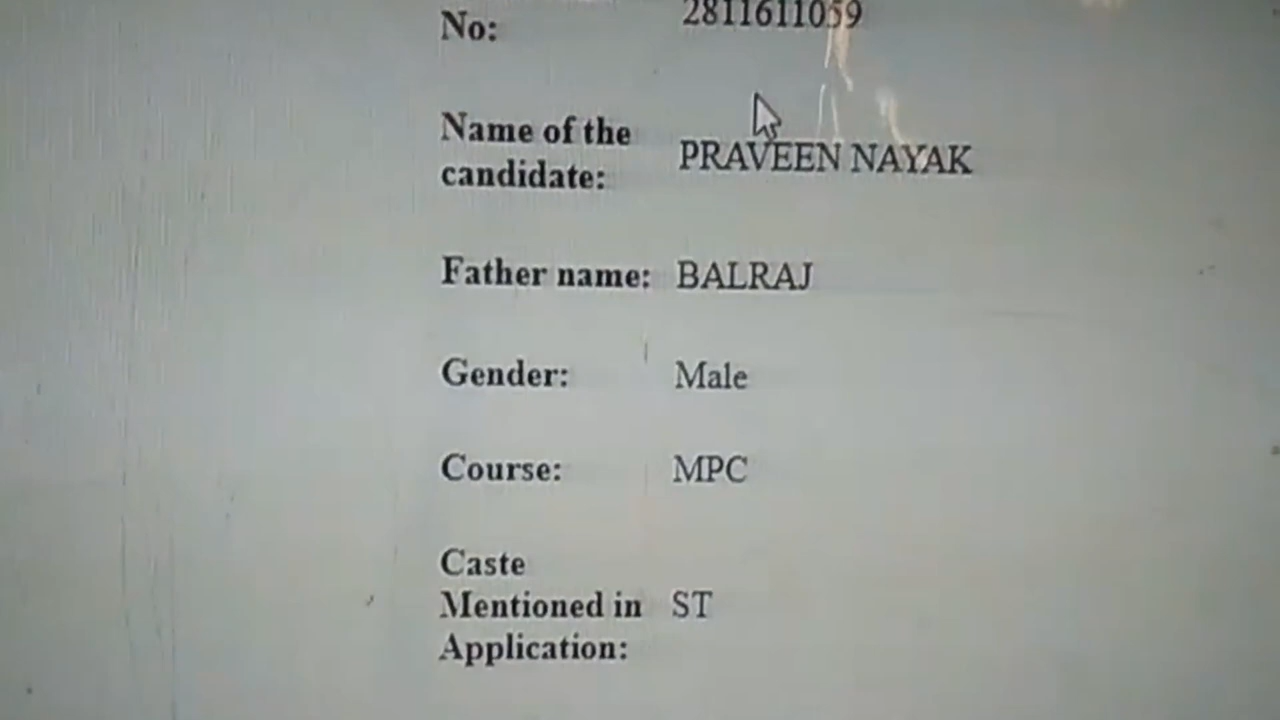 No: 2811611059
Name of the
candidate: PRAVEEN NAYAK
Father name: BALRAJ
Gender: Male
Course: MPC
Caste
Mentioned in ST
Application: